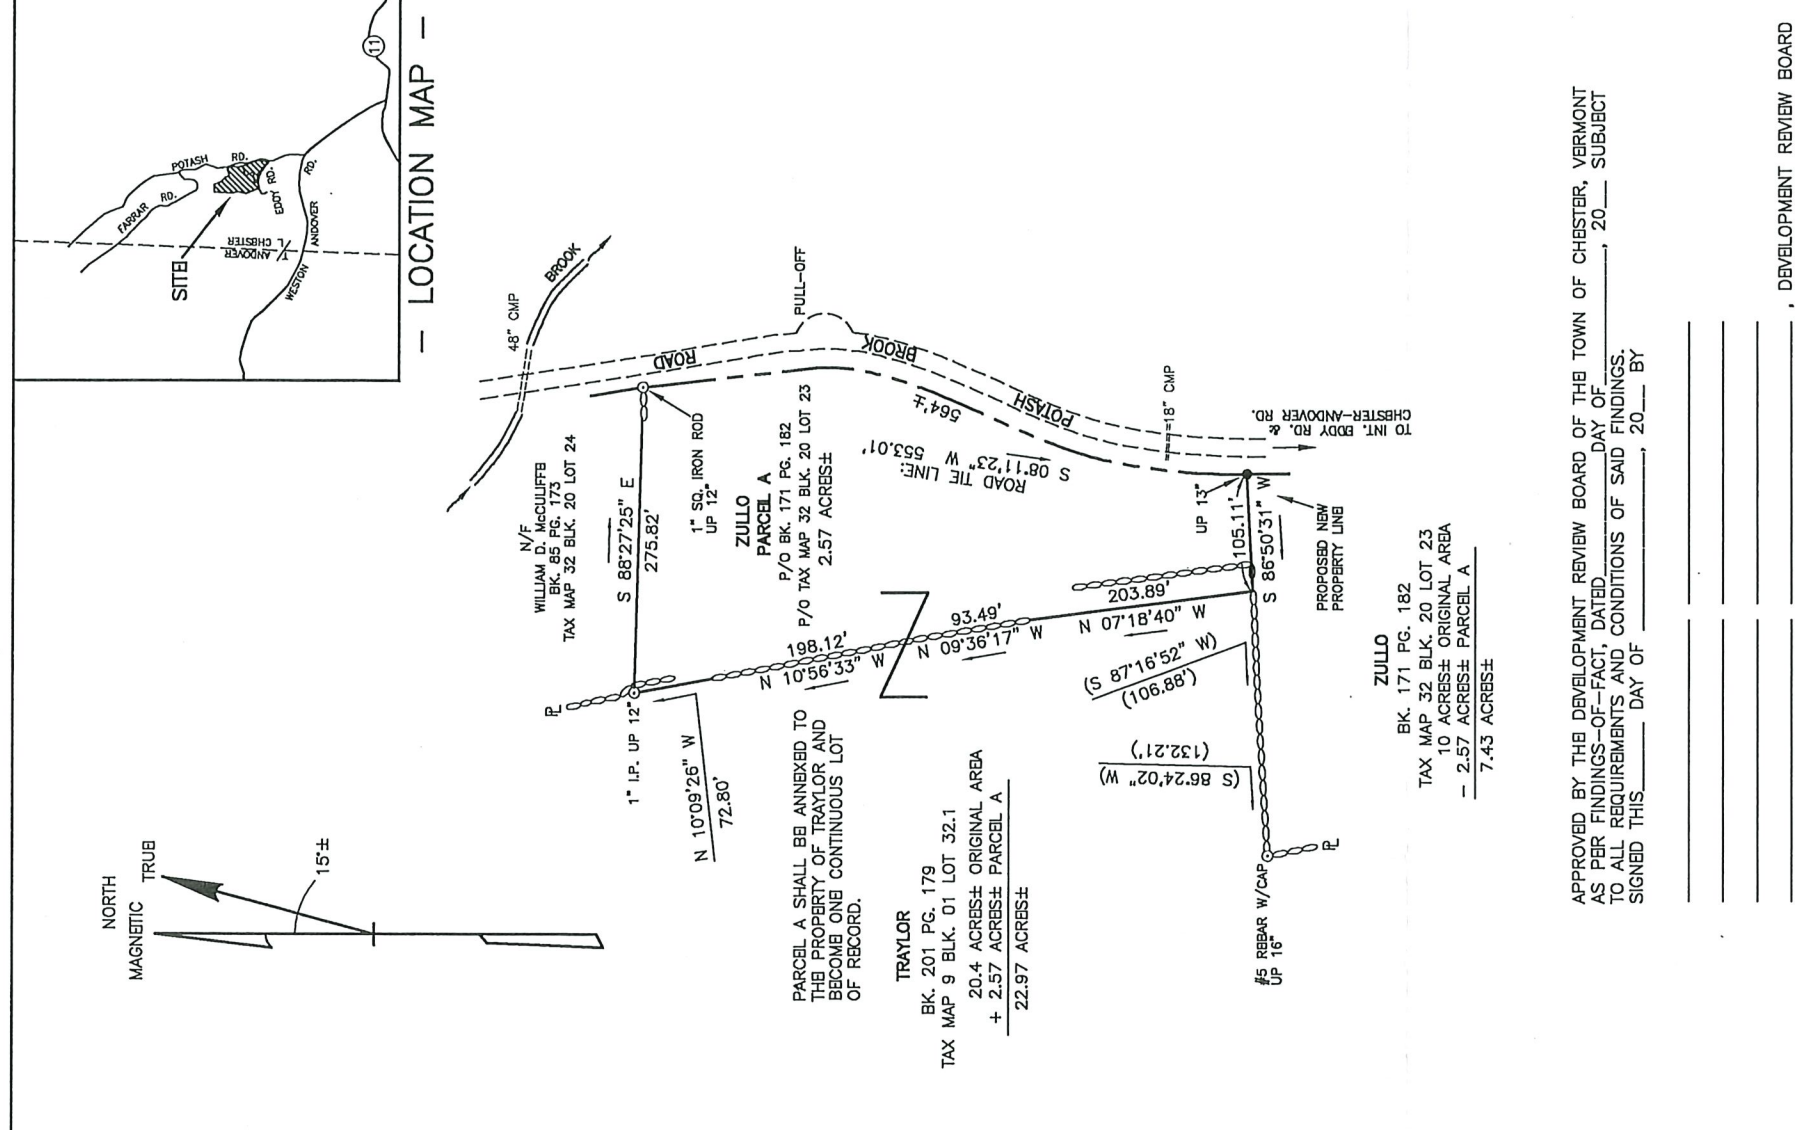 11
POTASH
RD.
FARRAR
RD.
RD.
EDDY
RD.
ANDOVER
CHESTER
T
L
WESTON
ANDOVER
RD.
SITE
— LOCATION MAP —
NORTH
MAGNETIC
TRUE
15°±
48" CMP
BROOK
N/F
WILLIAM D. McCULIFFE
BK. 85 PG. 173
TAX MAP 32 BLK. 20 LOT 24
S 88°27'25" E
275.82'
1" SQ. IRON ROD
UP 12"
ZULLO
PARCEL A
P/O BK. 171 PG. 182
P/O TAX MAP 32 BLK. 20 LOT 23
2.57 ACRES±
ROAD
PULL-OFF
BROOK
POTASH
564'±
ROAD TIE LINE:
S 08°11'23" W 553.01'
18" CMP
TO INT. EDDY RD. &
CHESTER-ANDOVER RD.
UP 13"
105.11'
S 86°50'31" W
PROPOSED NEW
PROPERTY LINE
PL
1" I.P. UP 12"
N 10°09'26" W
72.80'
198.12'
N 10°56'33" W
93.49'
N 09°36'17" W
203.89'
N 07°18'40" W
(S 87°16'52" W)
(106.88')
(S 86°24'02" W)
(132.21')
PARCEL A SHALL BE ANNEXED TO
THE PROPERTY OF TRAYLOR AND
BECOME ONE CONTINUOUS LOT
OF RECORD.
TRAYLOR
BK. 201 PG. 179
TAX MAP 9 BLK. 01 LOT 32.1
20.4 ACRES± ORIGINAL AREA
+ 2.57 ACRES± PARCEL A
22.97 ACRES±
#5 REBAR W/CAP
UP 16"
PL
ZULLO
BK. 171 PG. 182
TAX MAP 32 BLK. 20 LOT 23
10 ACRES± ORIGINAL AREA
- 2.57 ACRES± PARCEL A
7.43 ACRES±
APPROVED BY THE DEVELOPMENT REVIEW BOARD OF THE TOWN OF CHESTER, VERMONT
AS PER FINDINGS-OF-FACT, DATED______ DAY OF ____________, 20___ SUBJECT
TO ALL REQUIREMENTS AND CONDITIONS OF SAID FINDINGS.
SIGNED THIS______ DAY OF ____________, 20___ BY
, DEVELOPMENT REVIEW BOARD